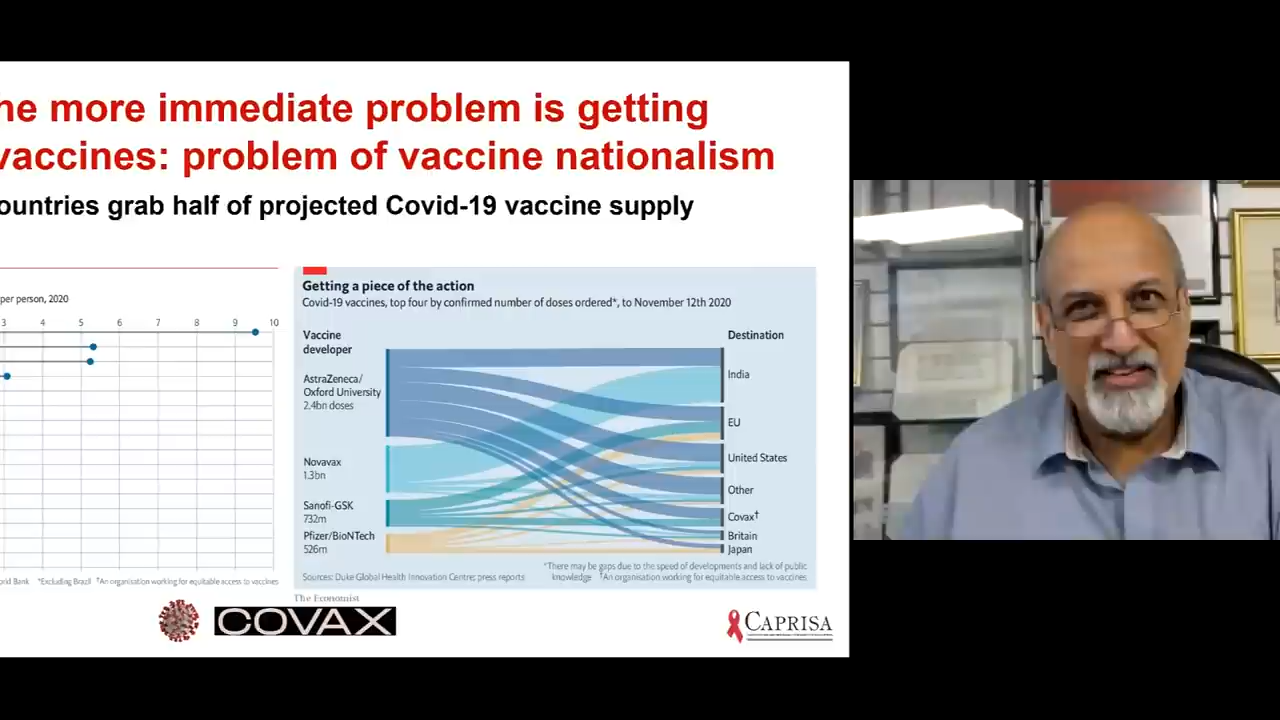 he more immediate problem is getting
vaccines: problem of vaccine nationalism
ountries grab half of projected Covid-19 vaccine supply
per person, 2020
3 4 5 6 7 8 9 10
orld Bank *Excluding Brazil †An organisation working for equitable access to vaccines
Getting a piece of the action
Covid-19 vaccines, top four by confirmed number of doses ordered*, to November 12th 2020
Vaccine
developer
Destination
AstraZeneca/
Oxford University
2.4bn doses
Novavax
1.3bn
Sanofi-GSK
732m
Pfizer/BioNTech
526m
India
EU
United States
Other
Covax†
Britain
Japan
*There may be gaps due to the speed of developments and lack of public
knowledge †An organisation working for equitable access to vaccines
Sources: Duke Global Health Innovation Centre; press reports
The Economist
COVAX
CAPRISA